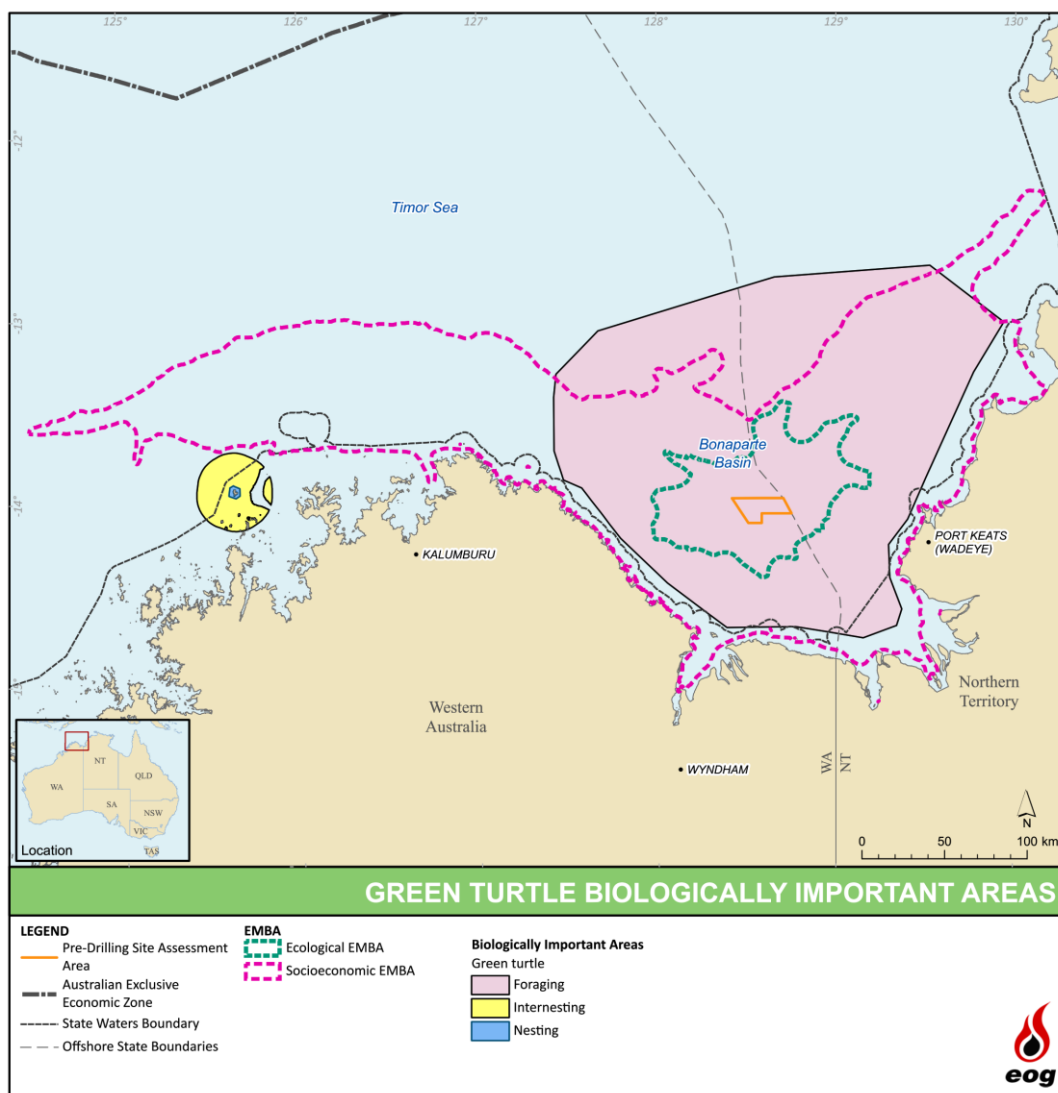 125°
126°
127°
128°
129°
130°
-12°
-13°
-14°
Timor Sea
Bonaparte
Basin
PORT KEATS
(WADEYE)
KALUMBURU
Western
Australia
Northern
Territory
WYNDHAM
WA
NT
NT
WA
QLD
SA
NSW
VIC
TAS
Location
N
0
50
100 km
GREEN TURTLE BIOLOGICALLY IMPORTANT AREAS
LEGEND
Pre-Drilling Site Assessment
Area
Australian Exclusive
Economic Zone
State Waters Boundary
Offshore State Boundaries
EMBA
Ecological EMBA
Socioeconomic EMBA
Biologically Important Areas
Green turtle
Foraging
Internesting
Nesting
eog